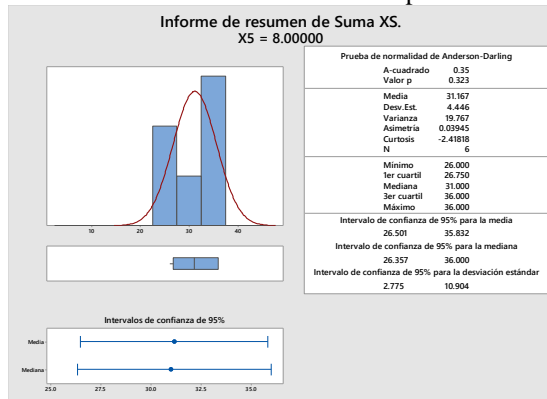 Informe de resumen de Suma XS.
X5 = 8.00000
10 20 30 40
Prueba de normalidad de Anderson-Darling
A-cuadrado 0.35
Valor p 0.323
Media 31.167
Desv.Est. 4.446
Varianza 19.767
Asimetría 0.03945
Curtosis -2.41818
N 6
Mínimo 26.000
1er cuartil 26.750
Mediana 31.000
3er cuartil 36.000
Máximo 36.000
Intervalo de confianza de 95% para la media
26.501 35.832
Intervalo de confianza de 95% para la mediana
26.357 36.000
Intervalo de confianza de 95% para la desviación estándar
2.775 10.904
Intervalos de confianza de 95%
Media
Mediana
25.0 27.5 30.0 32.5 35.0